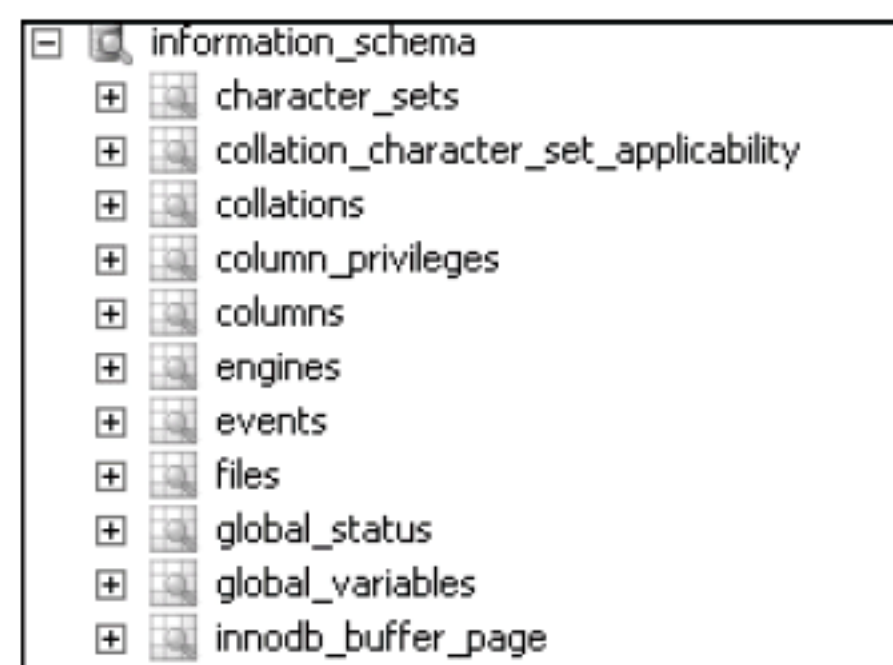 information_schema
character_sets
collation_character_set_applicability
collations
column_privileges
columns
engines
events
files
global_status
global_variables
innodb_buffer_page